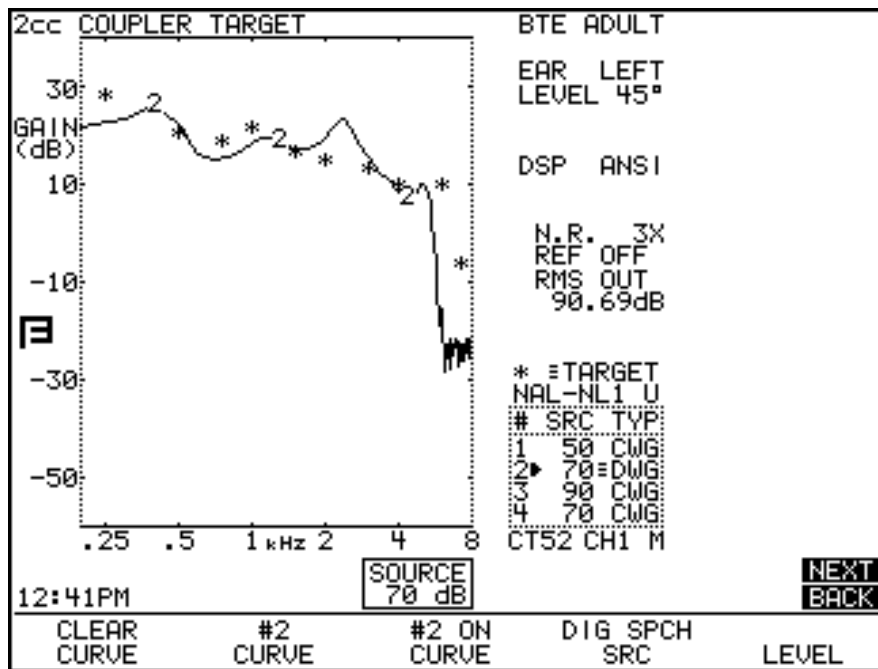 2cc COUPLER TARGET
BTE ADULT
30
GAIN
(dB)
10
-10
-30
-50
.25 .5 1 kHz 2 4 8
2
2
2
EAR LEFT
LEVEL 45°
DSP ANSI
N.R. 3X
REF OFF
RMS OUT
90.69dB
* ≡TARGET
NAL-NL1 U
# SRC TYP
1 50 CWG
2▶ 70≡DWG
3 90 CWG
4 70 CWG
CT52 CH1 M
12:41PM
SOURCE
70 dB
NEXT
BACK
CLEAR
CURVE
#2
CURVE
#2 ON
CURVE
DIG SPCH
SRC
LEVEL